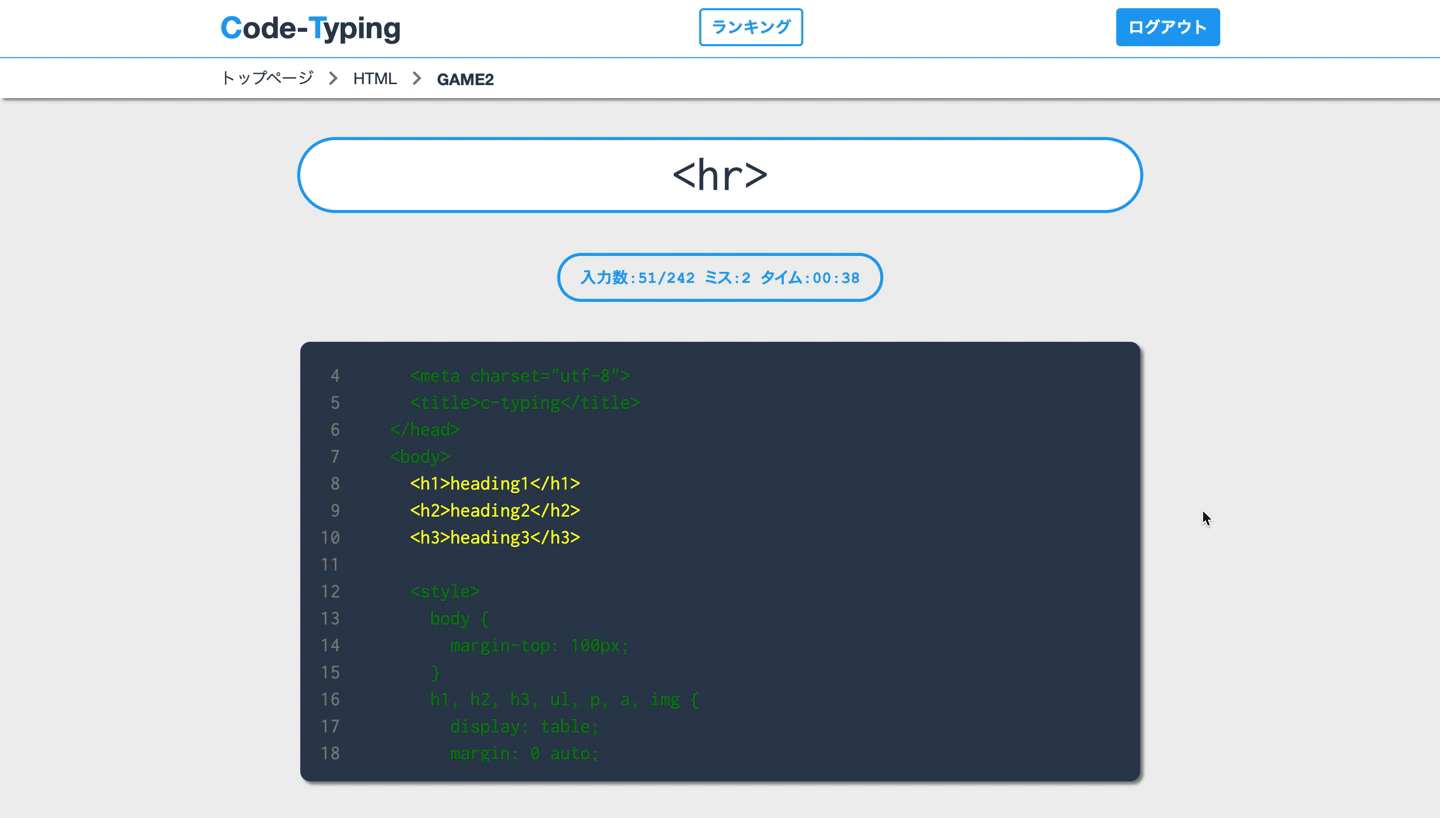 Code-Typing
ランキング
ログアウト
トップページ > HTML > GAME2
<hr>
入力数:51/242 ミス:2 タイム:00:38
4 <meta charset="utf-8">
5 <title>c-typing</title>
6 </head>
7 <body>
8 <h1>heading1</h1>
9 <h2>heading2</h2>
10 <h3>heading3</h3>
11
12 <style>
13 body {
14 margin-top: 100px;
15 }
16 h1, h2, h3, ul, p, a, img {
17 display: table;
18 margin: 0 auto;